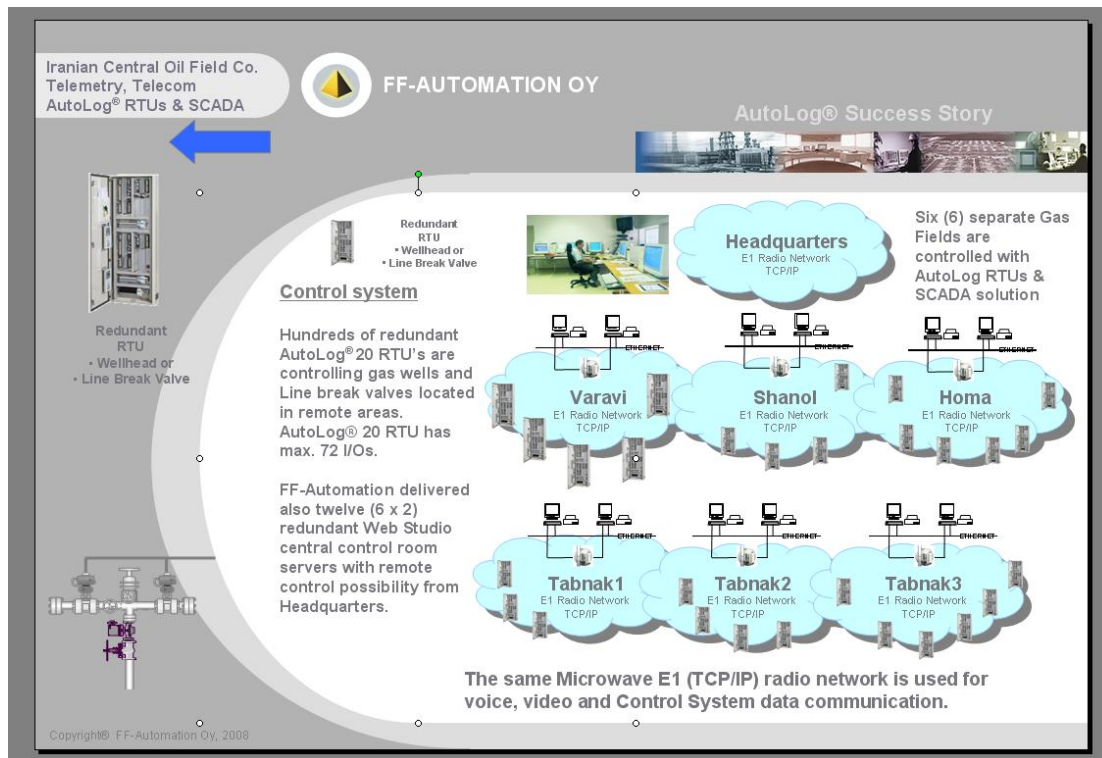 Iranian Central Oil Field Co.
Telemetry, Telecom
AutoLog® RTUs & SCADA
FF-AUTOMATION OY
AutoLog® Success Story
Redundant
RTU
• Wellhead or
• Line Break Valve
Redundant
RTU
• Wellhead or
• Line Break Valve
Control system
Hundreds of redundant
AutoLog® 20 RTU's are
controlling gas wells and
Line break valves located
in remote areas.
AutoLog® 20 RTU has
max. 72 I/Os.
FF-Automation delivered
also twelve (6 x 2)
redundant Web Studio
central control room
servers with remote
control possibility from
Headquarters.
Headquarters
E1 Radio Network
TCP/IP
Six (6) separate Gas
Fields are
controlled with
AutoLog RTUs &
SCADA solution
ETHERNET
Varavi
E1 Radio Network
TCP/IP
ETHERNET
Shanol
E1 Radio Network
TCP/IP
ETHERNET
Homa
E1 Radio Network
TCP/IP
ETHERNET
Tabnak1
E1 Radio Network
TCP/IP
ETHERNET
Tabnak2
E1 Radio Network
TCP/IP
ETHERNET
Tabnak3
E1 Radio Network
TCP/IP
The same Microwave E1 (TCP/IP) radio network is used for
voice, video and Control System data communication.
Copyright® FF-Automation Oy, 2008